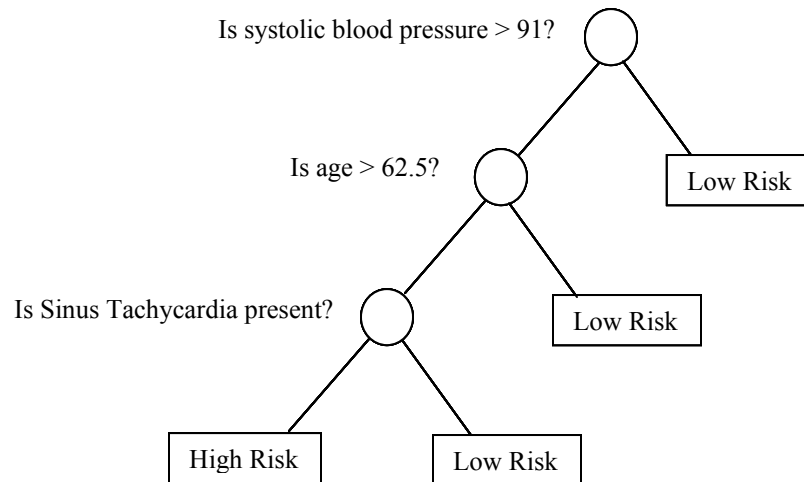 Is systolic blood pressure > 91?
Is age > 62.5?
Low Risk
Is Sinus Tachycardia present?
Low Risk
High Risk
Low Risk